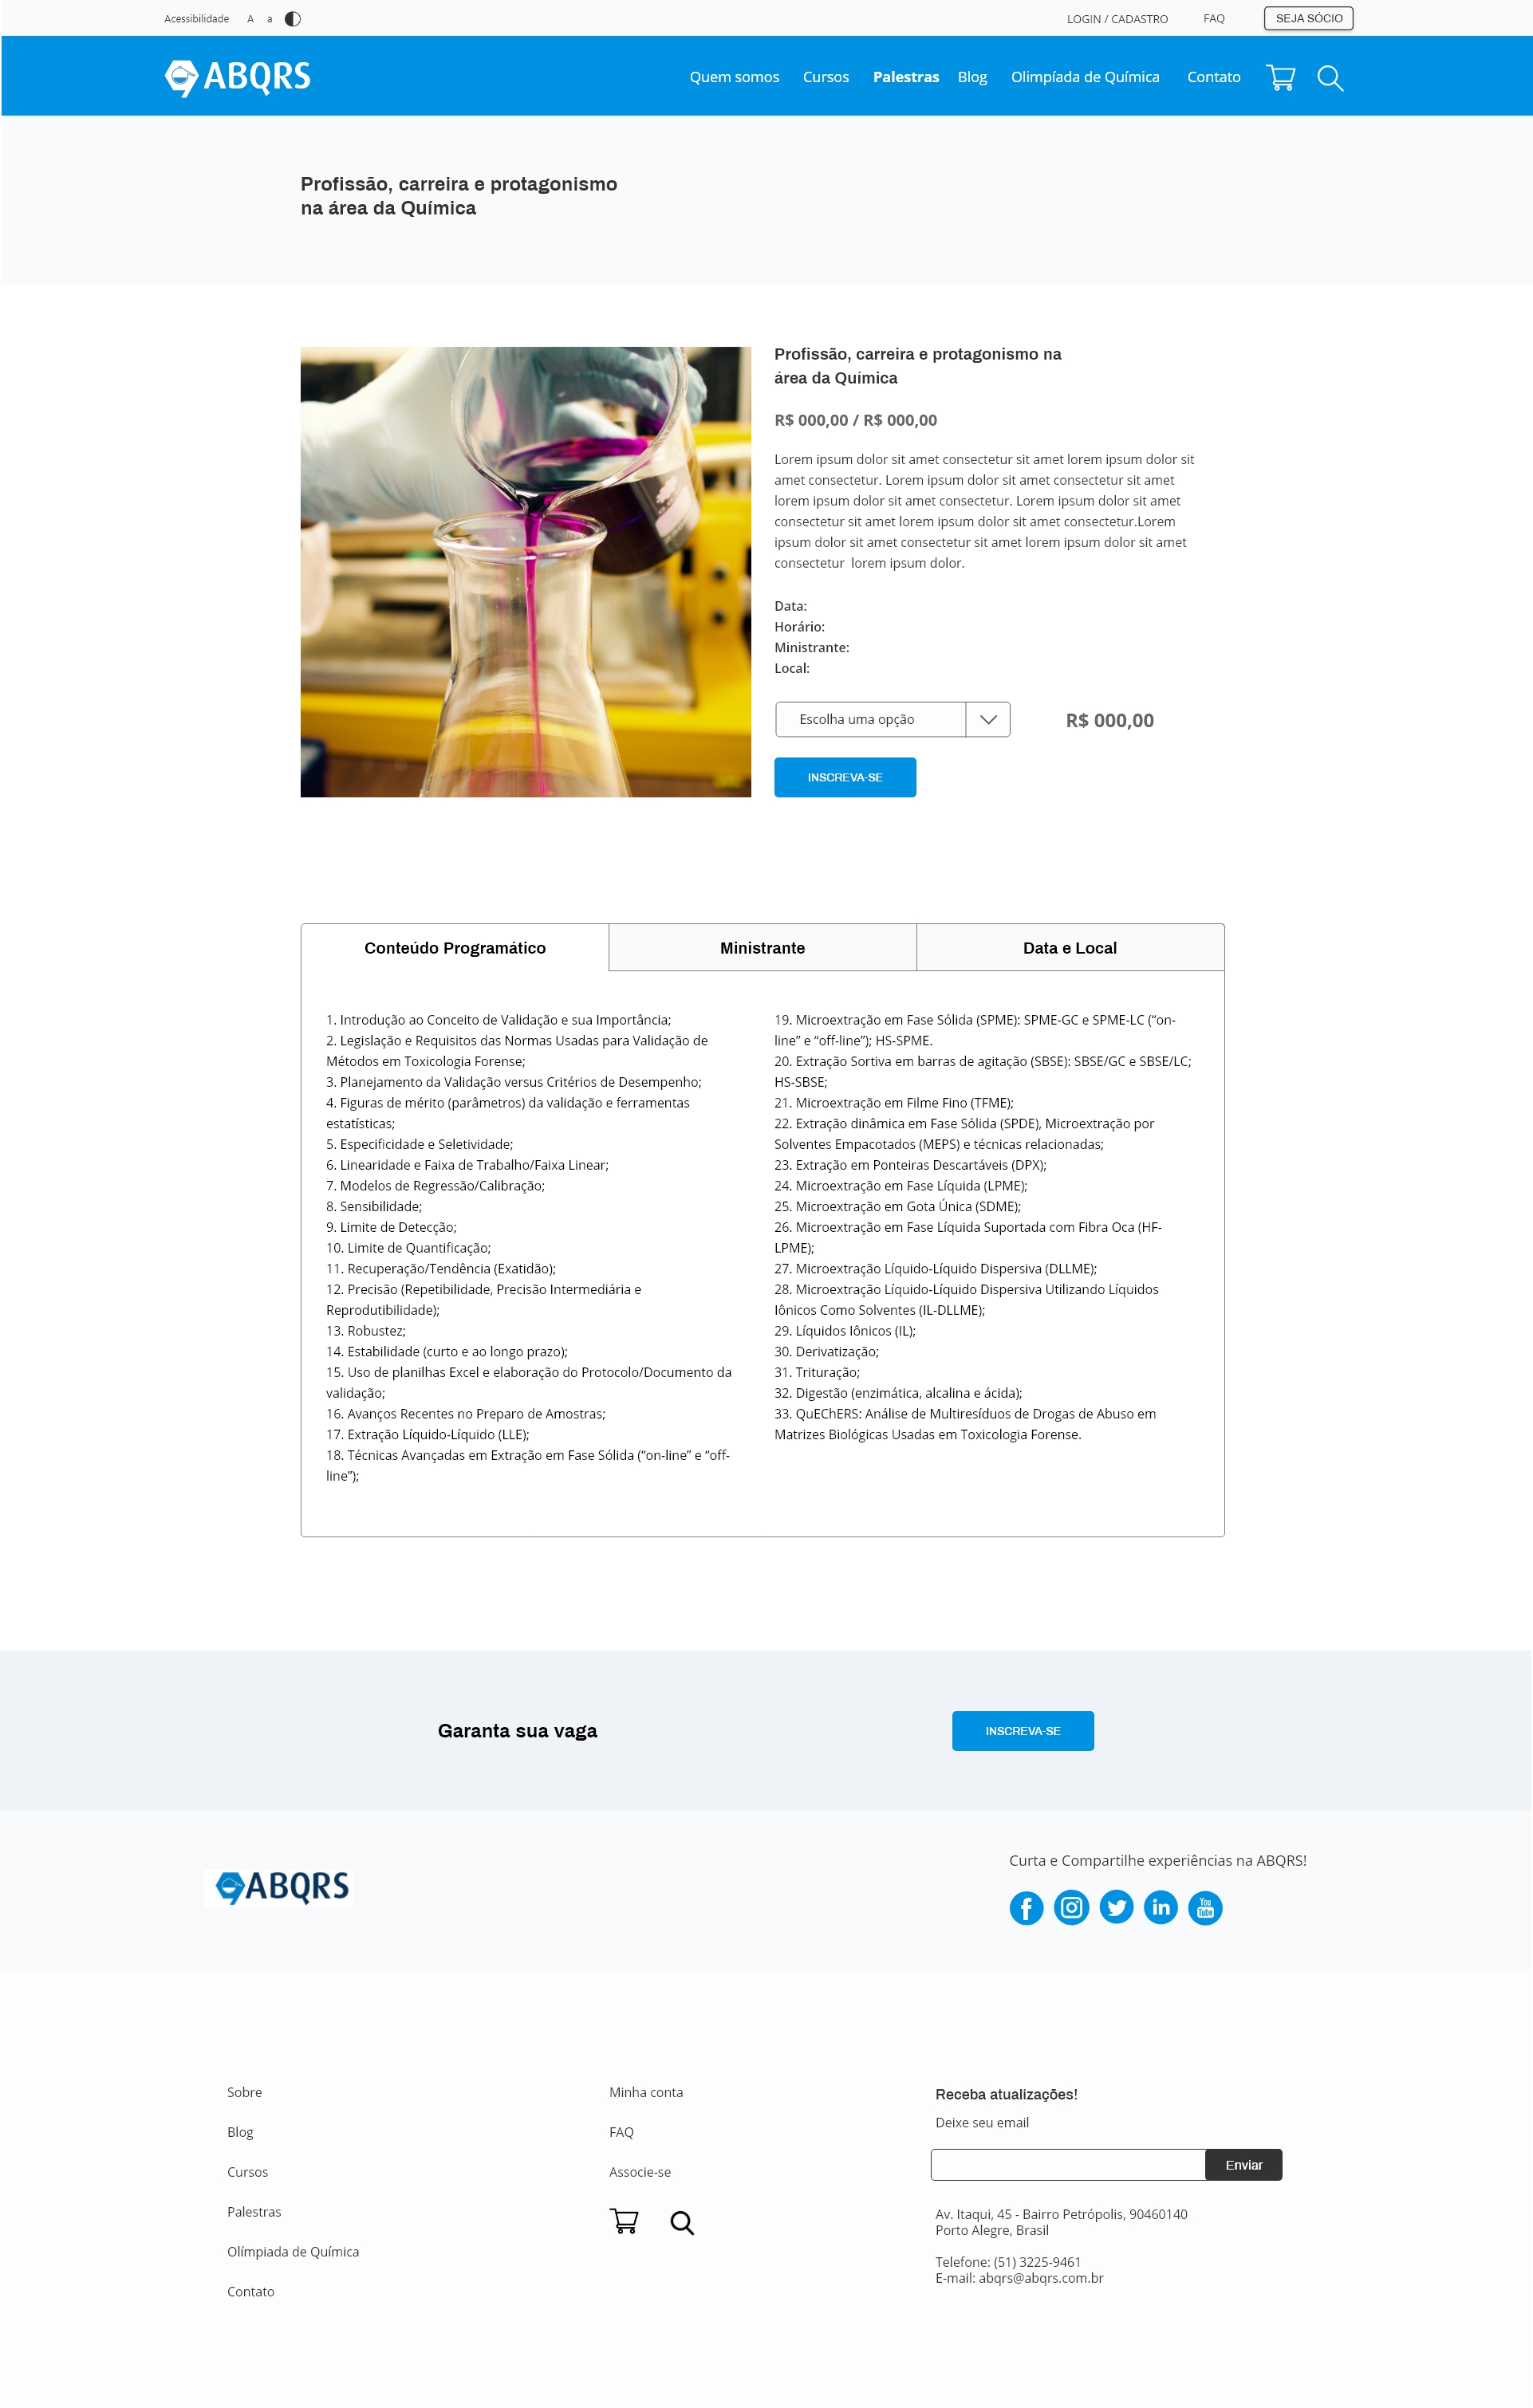 Acessibilidade A a
LOGIN / CADASTRO FAQ SEJA SÓCIO
ABQRS
Quem somos Cursos Palestras Blog Olimpíada de Química Contato
Profissão, carreira e protagonismo
na área da Química
Profissão, carreira e protagonismo na
área da Química
R$ 000,00 / R$ 000,00
Lorem ipsum dolor sit amet consectetur sit amet lorem ipsum dolor sit
amet consectetur. Lorem ipsum dolor sit amet consectetur sit amet
lorem ipsum dolor sit amet consectetur. Lorem ipsum dolor sit amet
consectetur sit amet lorem ipsum dolor sit amet consectetur.Lorem
ipsum dolor sit amet consectetur sit amet lorem ipsum dolor sit amet
consectetur  lorem ipsum dolor.
Data:
Horário:
Ministrante:
Local:
Escolha uma opção
R$ 000,00
INSCREVA-SE
Conteúdo Programático
Ministrante
Data e Local
1. Introdução ao Conceito de Validação e sua Importância;
2. Legislação e Requisitos das Normas Usadas para Validação de
Métodos em Toxicologia Forense;
3. Planejamento da Validação versus Critérios de Desempenho;
4. Figuras de mérito (parâmetros) da validação e ferramentas
estatísticas;
5. Especificidade e Seletividade;
6. Linearidade e Faixa de Trabalho/Faixa Linear;
7. Modelos de Regressão/Calibração;
8. Sensibilidade;
9. Limite de Detecção;
10. Limite de Quantificação;
11. Recuperação/Tendência (Exatidão);
12. Precisão (Repetibilidade, Precisão Intermediária e
Reprodutibilidade);
13. Robustez;
14. Estabilidade (curto e ao longo prazo);
15. Uso de planilhas Excel e elaboração do Protocolo/Documento da
validação;
16. Avanços Recentes no Preparo de Amostras;
17. Extração Líquido-Líquido (LLE);
18. Técnicas Avançadas em Extração em Fase Sólida (“on-line” e “off-
line”);
19. Microextração em Fase Sólida (SPME): SPME-GC e SPME-LC (“on-
line” e “off-line”); HS-SPME.
20. Extração Sortiva em barras de agitação (SBSE): SBSE/GC e SBSE/LC;
HS-SBSE;
21. Microextração em Filme Fino (TFME);
22. Extração dinâmica em Fase Sólida (SPDE), Microextração por
Solventes Empacotados (MEPS) e técnicas relacionadas;
23. Extração em Ponteiras Descartáveis (DPX);
24. Microextração em Fase Líquida (LPME);
25. Microextração em Gota Única (SDME);
26. Microextração em Fase Líquida Suportada com Fibra Oca (HF-
LPME);
27. Microextração Líquido-Líquido Dispersiva (DLLME);
28. Microextração Líquido-Líquido Dispersiva Utilizando Líquidos
Iônicos Como Solventes (IL-DLLME);
29. Líquidos Iônicos (IL);
30. Derivatização;
31. Trituração;
32. Digestão (enzimática, alcalina e ácida);
33. QuEChERS: Análise de Multiresíduos de Drogas de Abuso em
Matrizes Biológicas Usadas em Toxicologia Forense.
Garanta sua vaga
INSCREVA-SE
ABQRS
Curta e Compartilhe experiências na ABQRS!
You
Tube
Sobre
Blog
Cursos
Palestras
Olímpiada de Química
Contato
Minha conta
FAQ
Associe-se
Receba atualizações!
Deixe seu email
Enviar
Av. Itaqui, 45 - Bairro Petrópolis, 90460140
Porto Alegre, Brasil
Telefone: (51) 3225-9461
E-mail: abqrs@abqrs.com.br